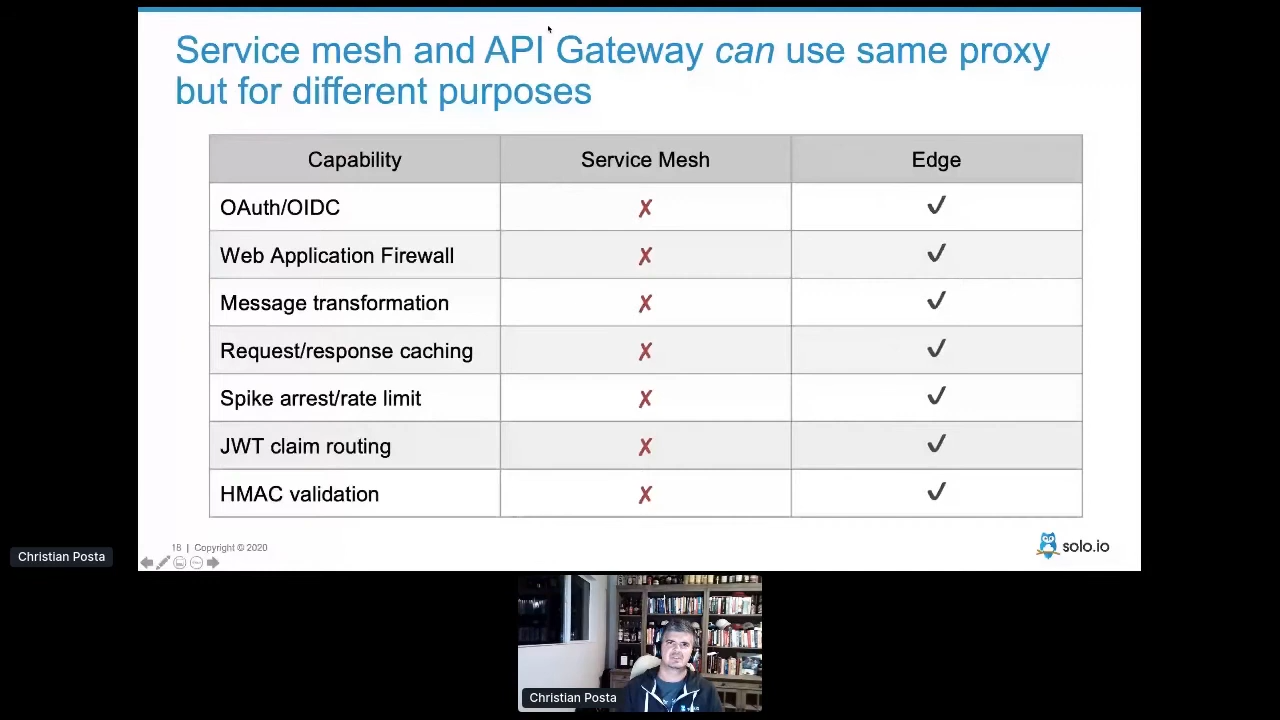 Service mesh and API Gateway can use same proxy
but for different purposes
Capability Service Mesh Edge
OAuth/OIDC ✗ ✓
Web Application Firewall ✗ ✓
Message transformation ✗ ✓
Request/response caching ✗ ✓
Spike arrest/rate limit ✗ ✓
JWT claim routing ✗ ✓
HMAC validation ✗ ✓
18 | Copyright © 2020
solo.io
Christian Posta
Christian Posta